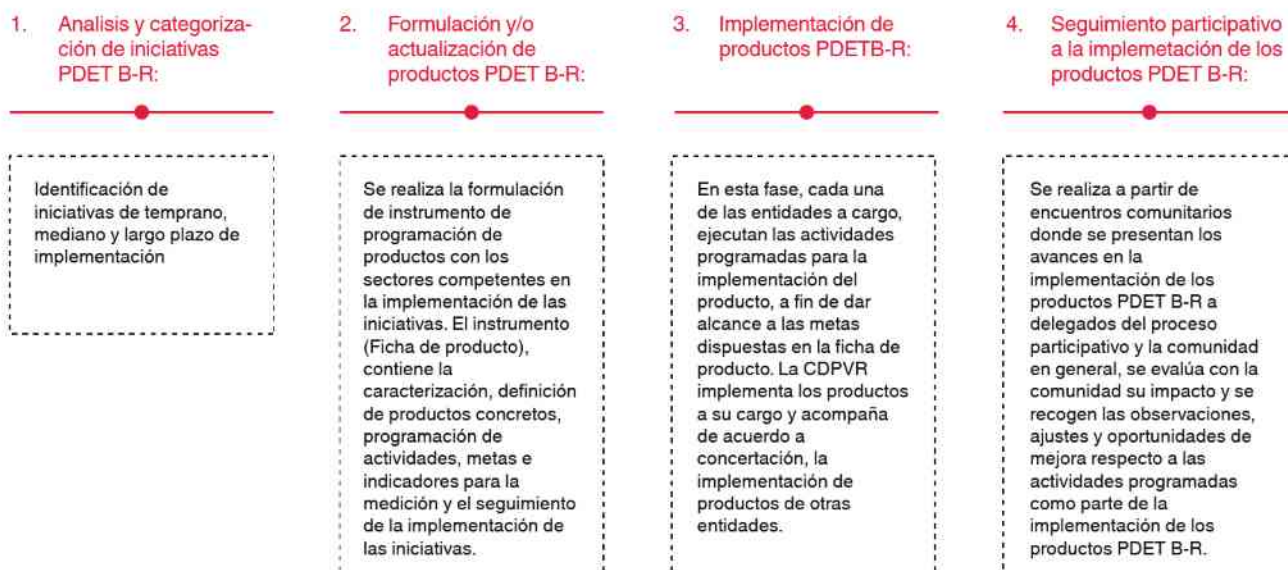 1. Analisis y categoriza-
ción de iniciativas
PDET B-R:
Identificación de
iniciativas de temprano,
mediano y largo plazo de
implementación
2. Formulación y/o
actualización de
productos PDET B-R:
Se realiza la formulación
de instrumento de
programación de
productos con los
sectores competentes en
la implementación de las
iniciativas. El instrumento
(Ficha de producto),
contiene la
caracterización, definición
de productos concretos,
programación de
actividades, metas e
indicadores para la
medición y el seguimiento
de la implementación de
las iniciativas.
3. Implementación de
productos PDETB-R:
En esta fase, cada una
de las entidades a cargo,
ejecutan las actividades
programadas para la
implementación del
producto, a fin de dar
alcance a las metas
dispuestas en la ficha de
producto. La CDPVR
implementa los productos
a su cargo y acompaña
de acuerdo a
concertación, la
implementación de
productos de otras
entidades.
4. Seguimiento participativo
a la implemetación de los
productos PDET B-R:
Se realiza a partir de
encuentros comunitarios
donde se presentan los
avances en la
implementación de los
productos PDET B-R a
delegados del proceso
participativo y la comunidad
en general, se evalúa con la
comunidad su impacto y se
recogen las observaciones,
ajustes y oportunidades de
mejora respecto a las
actividades programadas
como parte de la
implementación de los
productos PDET B-R.